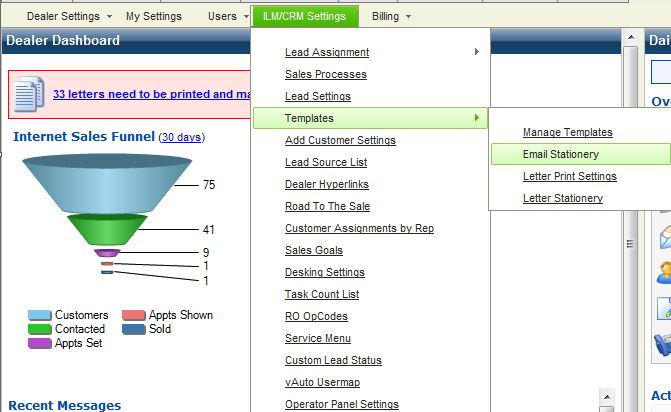 Dealer Settings My Settings Users ILM/CRM Settings Billing
Dealer Dashboard
Dai
33 letters need to be printed and ma
Internet Sales Funnel (30 days)
75
41
9
1
1
Customers Appts Shown
Contacted Sold
Appts Set
Recent Messages
Lead Assignment
Sales Processes
Lead Settings
Templates
Add Customer Settings
Lead Source List
Dealer Hyperlinks
Road To The Sale
Customer Assignments by Rep
Sales Goals
Desking Settings
Task Count List
RO OpCodes
Service Menu
Custom Lead Status
vAuto Usermap
Operator Panel Settings
Manage Templates
Email Stationery
Letter Print Settings
Letter Stationery
Ov
Act